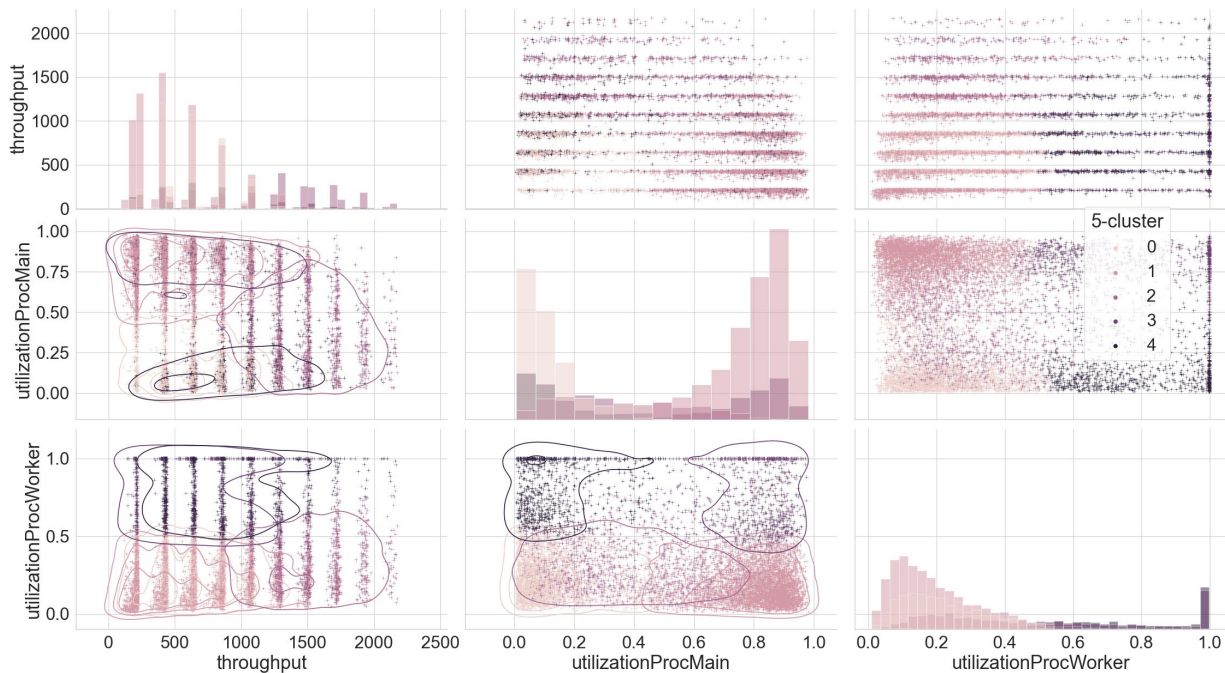 throughput
2000
1500
1000
500
0
utilizationProcMain
1.00
0.75
0.50
0.25
0.00
5-cluster
0
1
2
3
4
utilizationProcWorker
1.0
0.5
0.0
0 500 1000 1500 2000 2500
0.0 0.2 0.4 0.6 0.8 1.0
0.0 0.2 0.4 0.6 0.8 1.0
throughput
utilizationProcMain
utilizationProcWorker